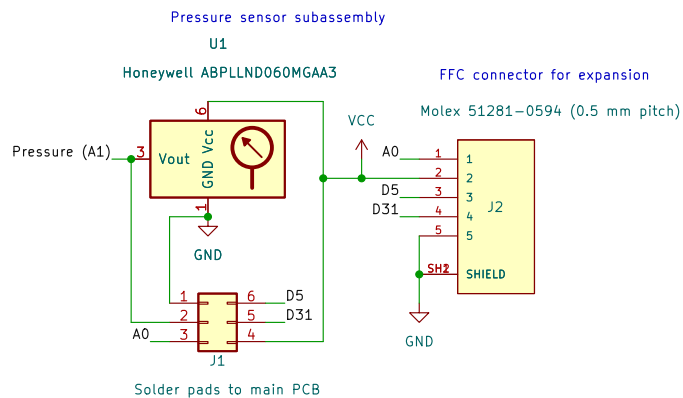 Pressure sensor subassembly
U1
Honeywell ABPLLND060MGAA3
FFC connector for expansion
Molex 51281-0594 (0.5 mm pitch)
VCC
6
Pressure (A1)
3
Vout
GND Vcc
1
GND
A0
1
1
2
2
D5
3
3
J2
D31
4
4
5
5
SHIELD
GND
1
6
D5
2
5
D31
A0
3
4
J1
Solder pads to main PCB